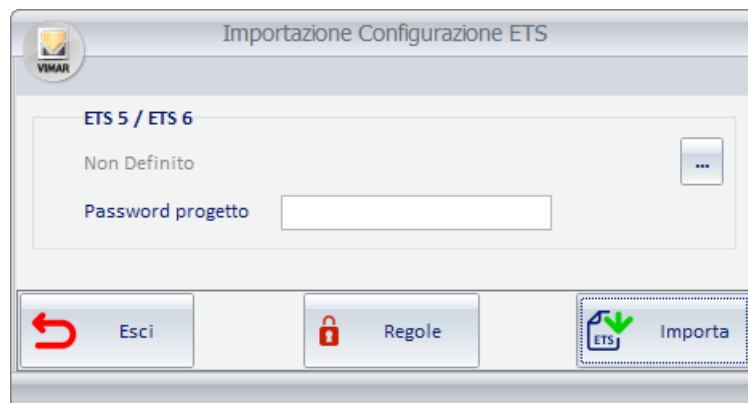 Importazione Configurazione ETS
VIMAR
ETS 5 / ETS 6
Non Definito
...
Password progetto
Esci
Regole
ETS
Importa